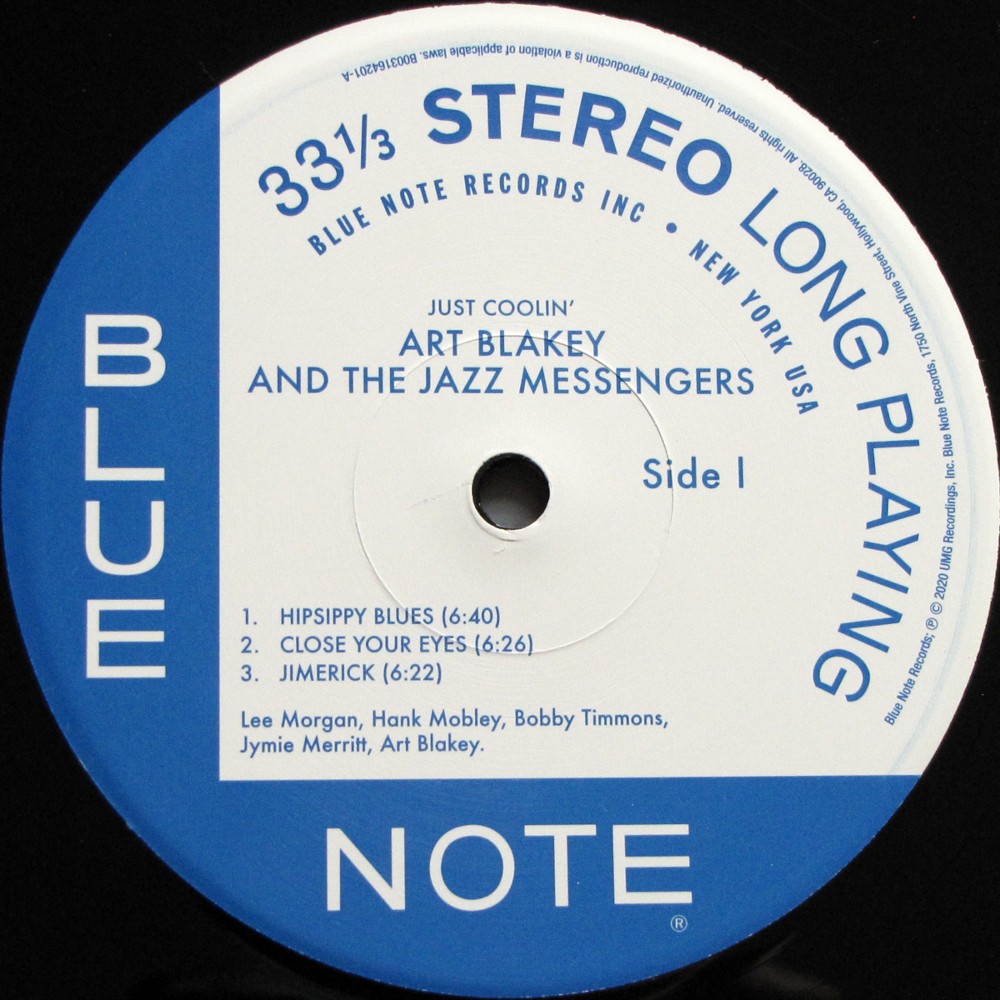 33⅓ STEREO LONG PLAYING
BLUE NOTE RECORDS INC • NEW YORK USA
JUST COOLIN'
ART BLAKEY
AND THE JAZZ MESSENGERS
Side 1
1. HIPSIPPY BLUES (6:40)
2. CLOSE YOUR EYES (6:26)
3. JIMERICK (6:22)
Lee Morgan, Hank Mobley, Bobby Timmons,
Jymie Merritt, Art Blakey.
BLUE
NOTE
®
Blue Note Records; ℗ © 2020 UMG Recordings, Inc. Blue Note Records, 1750 North Vine Street, Hollywood, CA 90028. All rights reserved. Unauthorized reproduction is a violation of applicable laws. B003164201-A